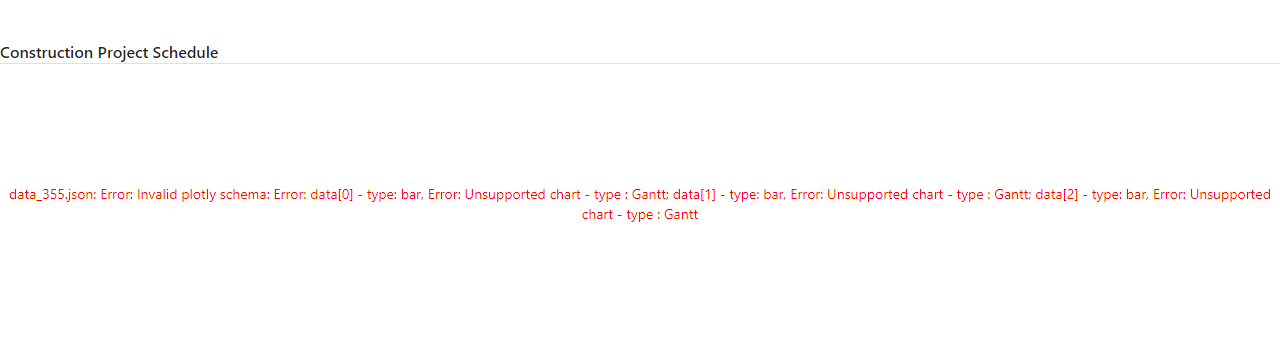 Construction Project Schedule
data_355.json: Error: Invalid plotly schema: Error: data[0] - type: bar, Error: Unsupported chart - type : Gantt; data[1] - type: bar, Error: Unsupported chart - type : Gantt; data[2] - type: bar, Error: Unsupported
chart - type : Gantt